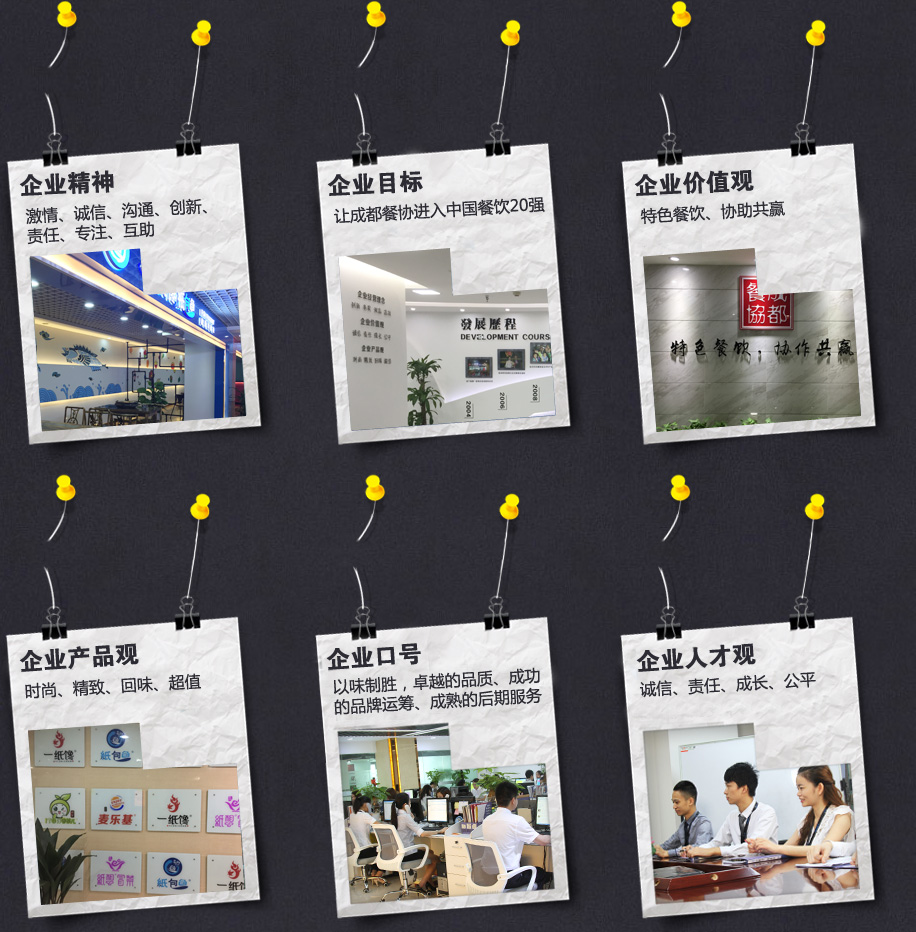 企业精神
激情、诚信、沟通、创新、
责任、专注、互助
企业目标
让成都餐协进入中国餐饮20强
發展歷程
DEVELOPMENT COURS
2004
2006
2008
企业价值观
特色餐饮、协助共赢
餐成
協都
特色餐饮；协作共赢
企业产品观
时尚、精致、回味、超值
一纸馋
紙包鱼
麦乐基
一纸馋
紙包鱼
企业口号
以味制胜，卓越的品质、成功
的品牌运筹、成熟的后期服务
企业人才观
诚信、责任、成长、公平